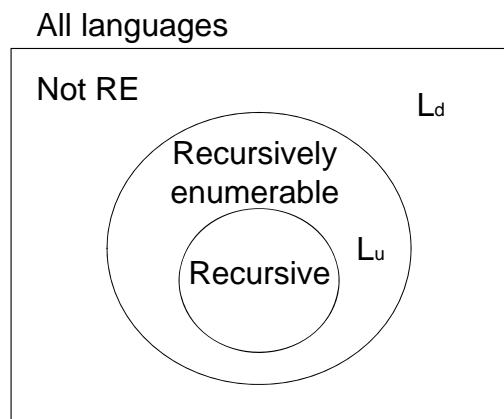 All languages
Not RE
Ld
Recursively
enumerable
Lu
Recursive